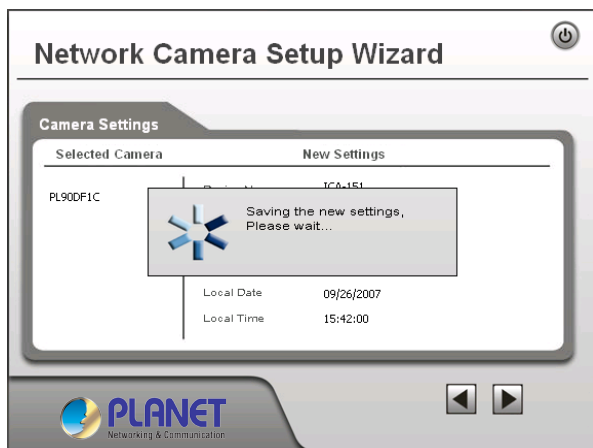 Network Camera Setup Wizard
Camera Settings
Selected Camera New Settings
PL90DF1C
ICA-151
Saving the new settings,
Please wait...
Local Date 09/26/2007
Local Time 15:42:00
PLANET
Networking & Communication